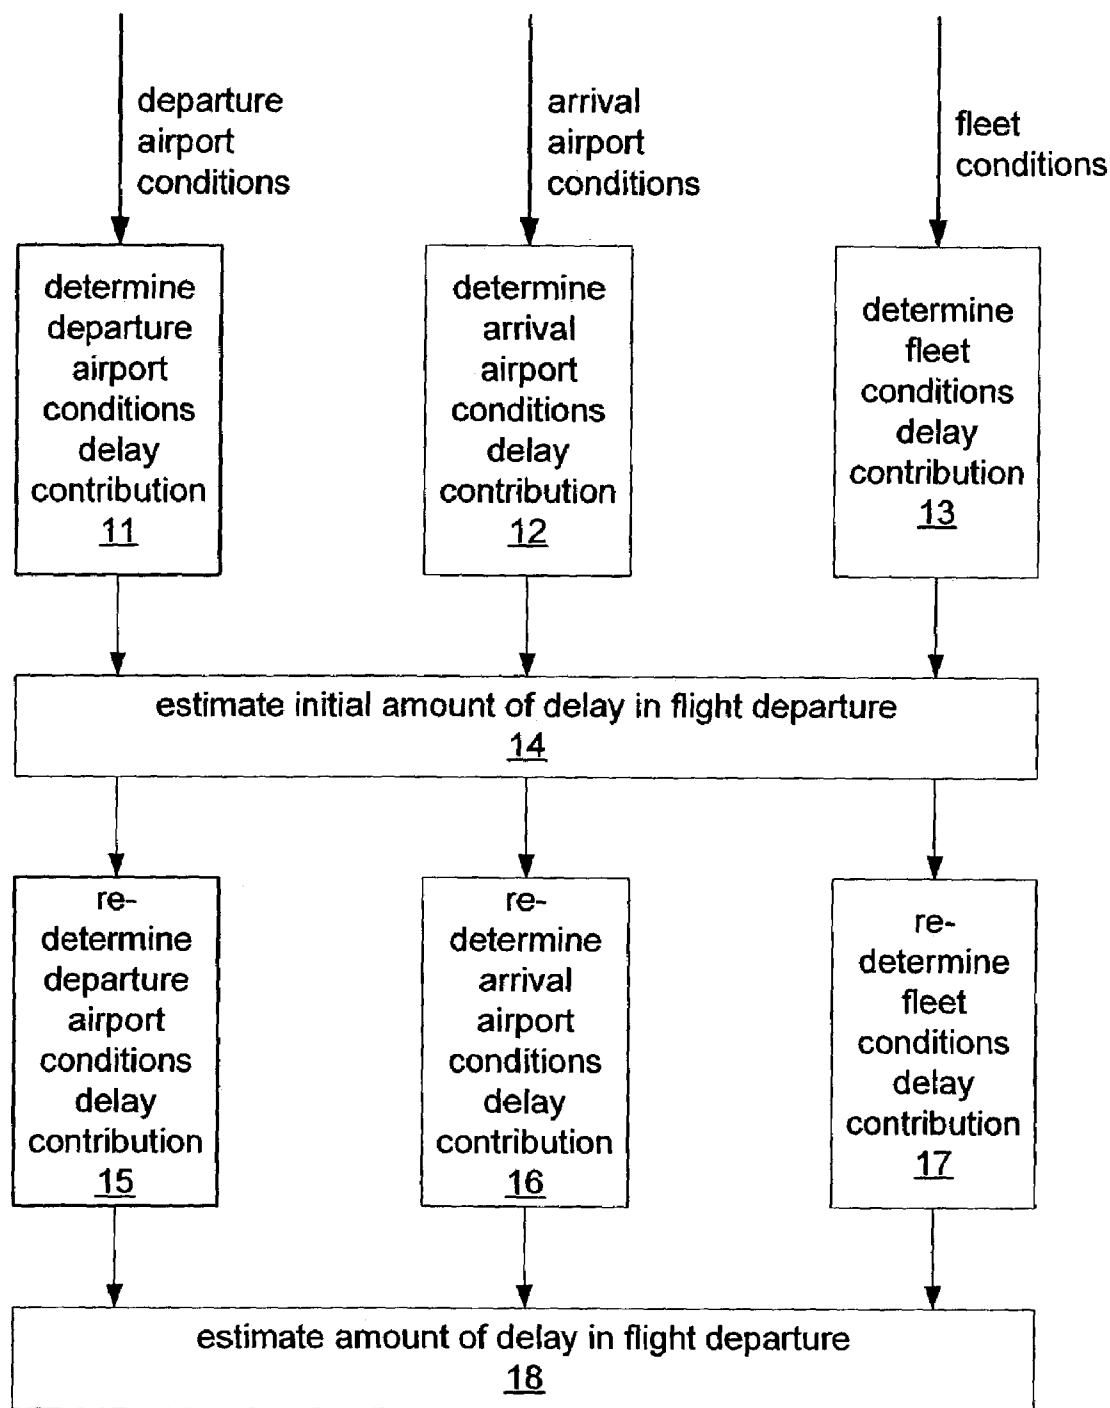 departure
airport
conditions
arrival
airport
conditions
fleet
conditions
determine
departure
airport
conditions
delay
contribution
11
determine
arrival
airport
conditions
delay
contribution
12
determine
fleet
conditions
delay
contribution
13
estimate initial amount of delay in flight departure
14
re-
determine
departure
airport
conditions
delay
contribution
15
re-
determine
arrival
airport
conditions
delay
contribution
16
re-
determine
fleet
conditions
delay
contribution
17
estimate amount of delay in flight departure
18